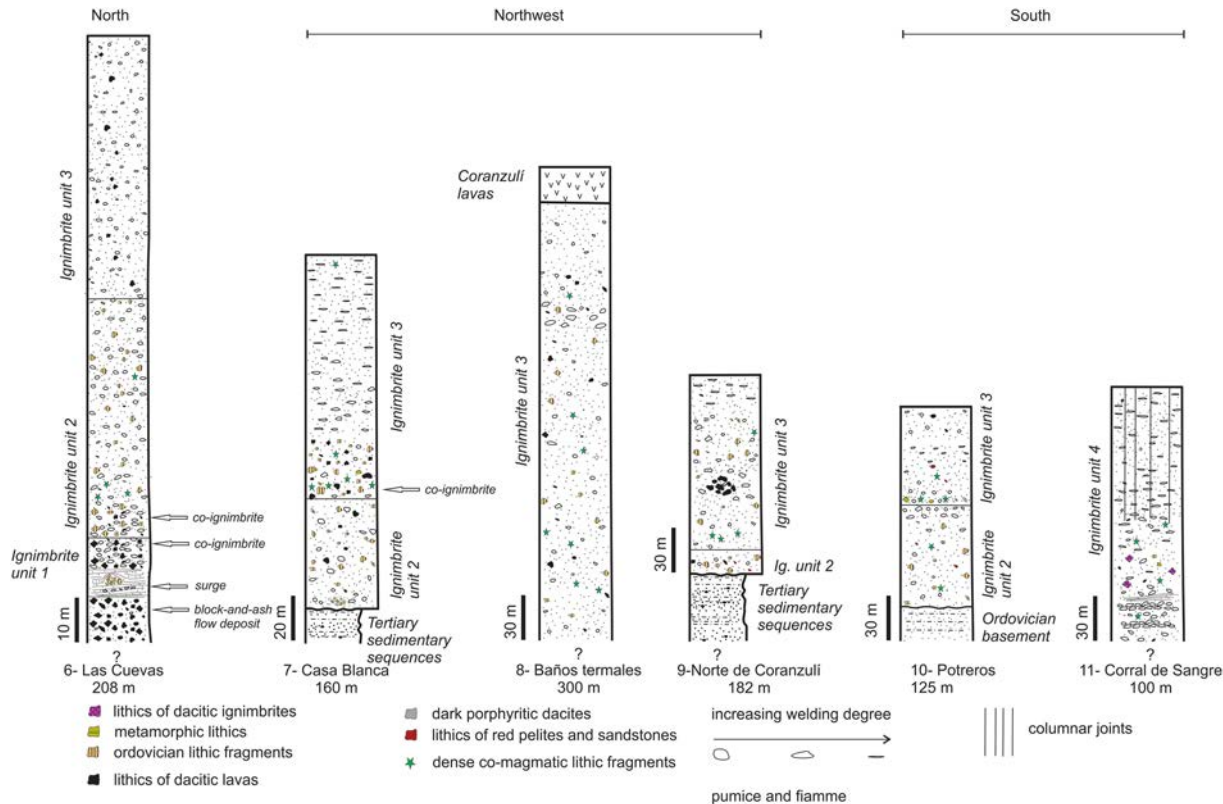 North
Northwest
South
Ignimbrite unit 3
Ignimbrite unit 2
Ignimbrite
unit 1
co-ignimbrite
co-ignimbrite
surge
block-and-ash
flow deposit
10 m
?
6- Las Cuevas
208 m
Ignimbrite unit 3
co-ignimbrite
Ignimbrite
unit 2
Tertiary
sedimentary
sequences
20 m
7- Casa Blanca
160 m
Coranzulí
lavas
Ignimbrite unit 3
30 m
?
8- Baños termales
300 m
Ignimbrite unit 3
30 m
Ig. unit 2
Tertiary
sedimentary
sequences
?
9-Norte de Coranzulí
182 m
Ignimbrite unit 3
Ignimbrite
unit 2
Ordovician
basement
30 m
10- Potreros
125 m
Ignimbrite unit 4
30 m
?
11- Corral de Sangre
100 m
lithics of dacitic ignimbrites
metamorphic lithics
ordovician lithic fragments
lithics of dacitic lavas
dark porphyritic dacites
lithics of red pelites and sandstones
dense co-magmatic lithic fragments
increasing welding degree
pumice and fiamme
columnar joints